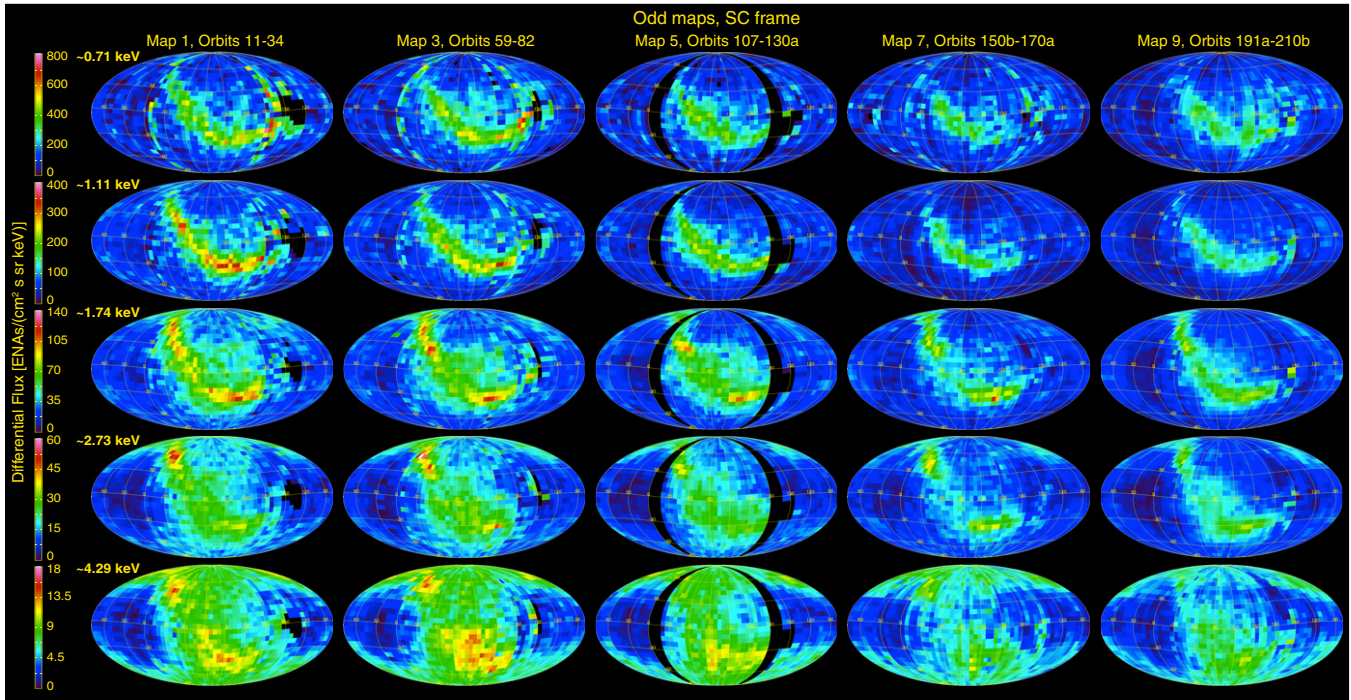 Odd maps, SC frame
Map 1, Orbits 11-34
Map 3, Orbits 59-82
Map 5, Orbits 107-130a
Map 7, Orbits 150b-170a
Map 9, Orbits 191a-210b
Differential Flux [ENAs/(cm² s sr keV)]
~0.71 keV
800
600
400
200
0
~1.11 keV
400
300
200
100
0
~1.74 keV
140
105
70
35
0
~2.73 keV
60
45
30
15
0
~4.29 keV
18
13.5
9
4.5
0